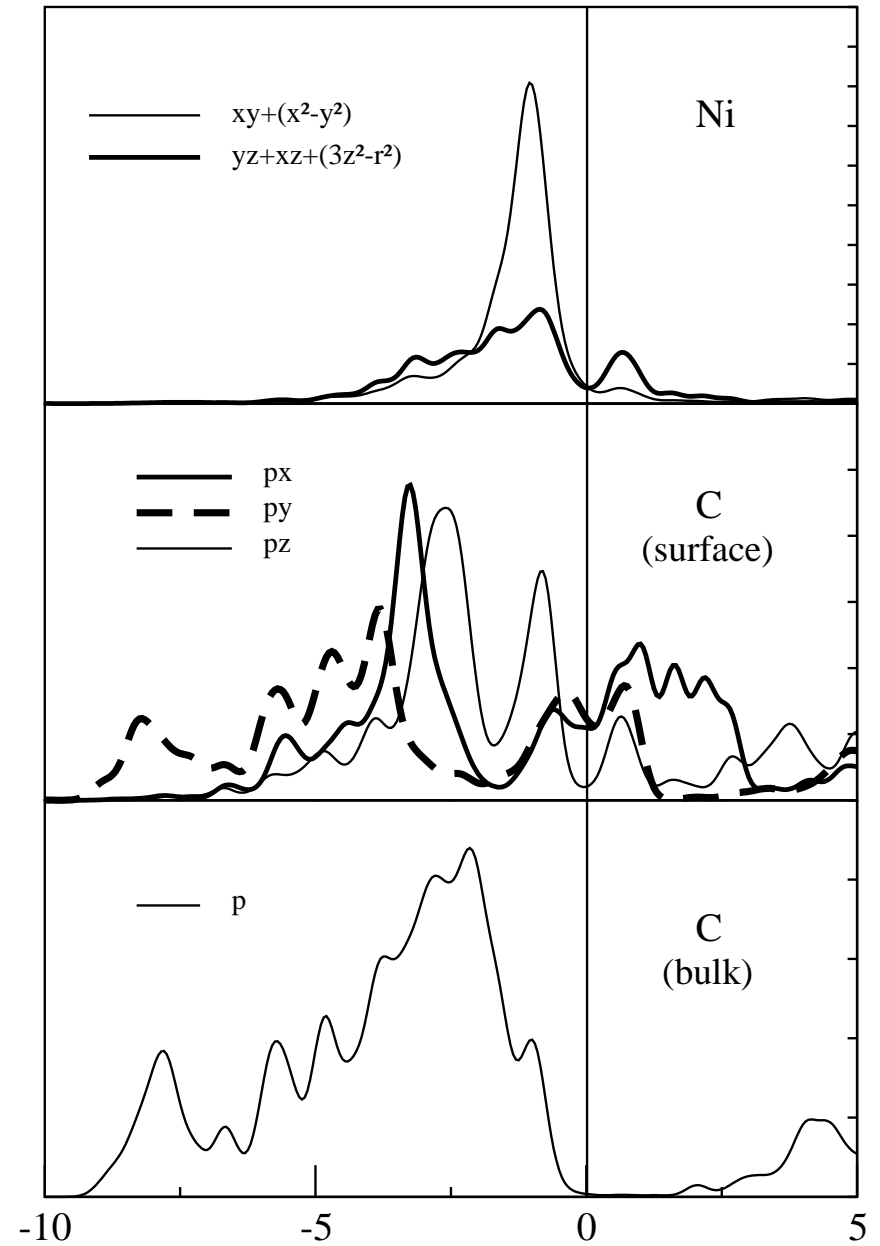 xy+(x²-y²)
yz+xz+(3z²-r²)
Ni
px
py
pz
C
(surface)
p
C
(bulk)
-10 -5 0 5